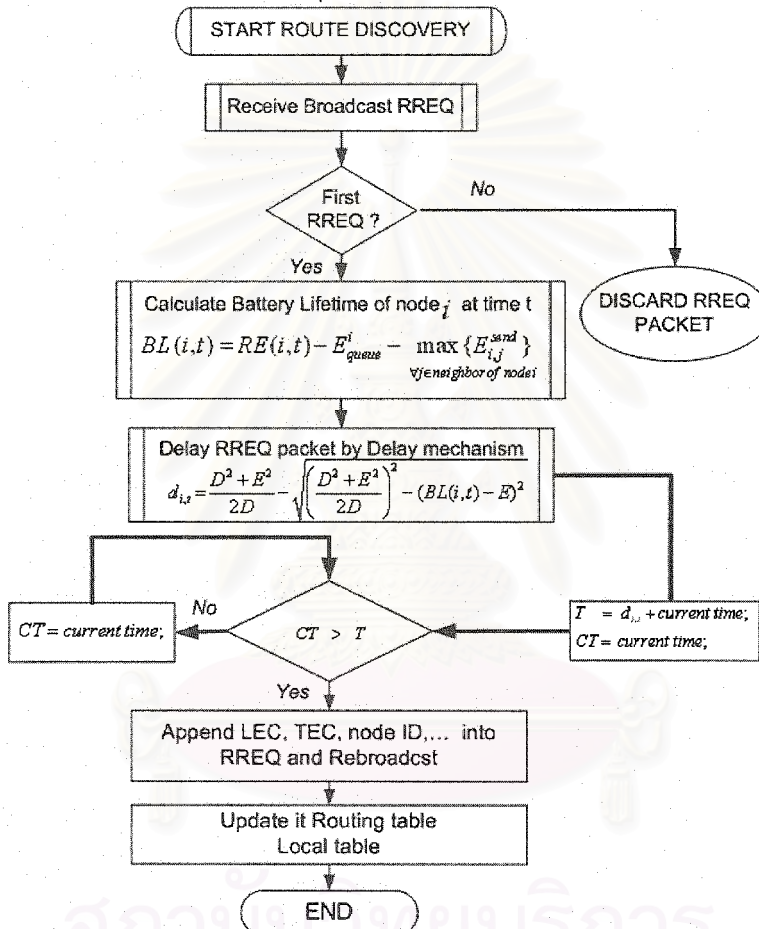 START ROUTE DISCOVERY
Receive Broadcast RREQ
First
RREQ ?
No
Yes
DISCARD RREQ
PACKET
Calculate Battery Lifetime of node i at time t
BL(i,t) = RE(i,t) − E^i_queue − max {E^send_i,j}
∀j∈neighbor of node i
Delay RREQ packet by Delay mechanism
d_i,t = (D² + E²)/2D − √(((D² + E²)/2D)² − (BL(i,t) − E)²)
T = d_i,t + current time;
CT = current time;
CT > T
No
CT = current time;
Yes
Append LEC, TEC, node ID,... into
RREQ and Rebroadcst
Update it Routing table
Local table
END